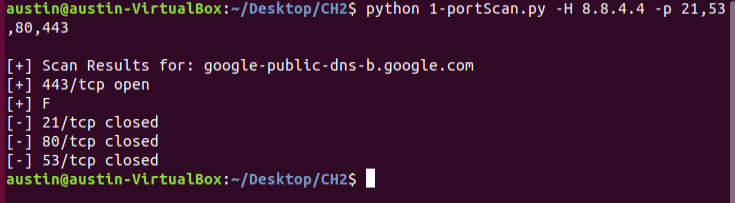 austin@austin-VirtualBox:~/Desktop/CH2$ python 1-portScan.py -H 8.8.4.4 -p 21,53
,80,443
[+] Scan Results for: google-public-dns-b.google.com
[+] 443/tcp open
[+] F
[-] 21/tcp closed
[-] 80/tcp closed
[-] 53/tcp closed
austin@austin-VirtualBox:~/Desktop/CH2$